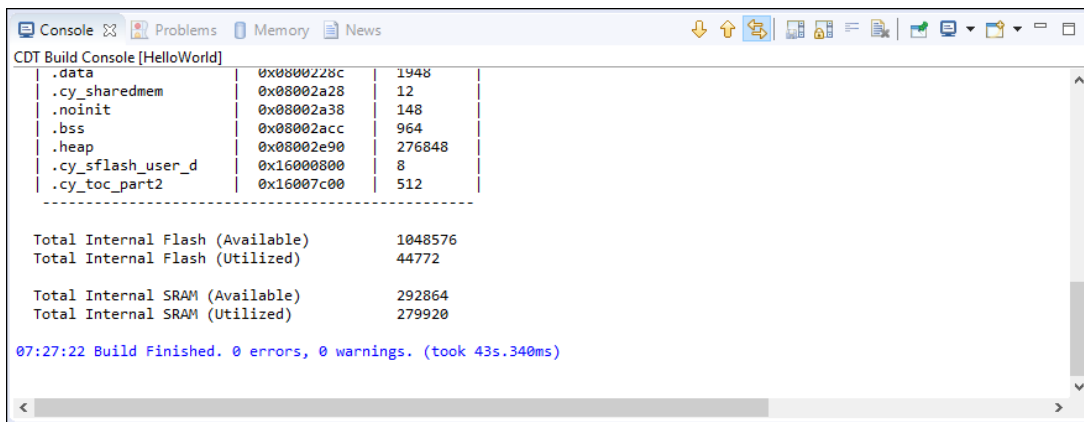 Console Problems Memory News
CDT Build Console [HelloWorld]
| .data | 0x0800228c | 1948 |
| .cy_sharedmem | 0x08002a28 | 12 |
| .noinit | 0x08002a38 | 148 |
| .bss | 0x08002acc | 964 |
| .heap | 0x08002e90 | 276848 |
| .cy_sflash_user_d | 0x16000800 | 8 |
| .cy_toc_part2 | 0x16007c00 | 512 |
--------------------------------------------------
Total Internal Flash (Available) 1048576
Total Internal Flash (Utilized) 44772
Total Internal SRAM (Available) 292864
Total Internal SRAM (Utilized) 279920
07:27:22 Build Finished. 0 errors, 0 warnings. (took 43s.340ms)